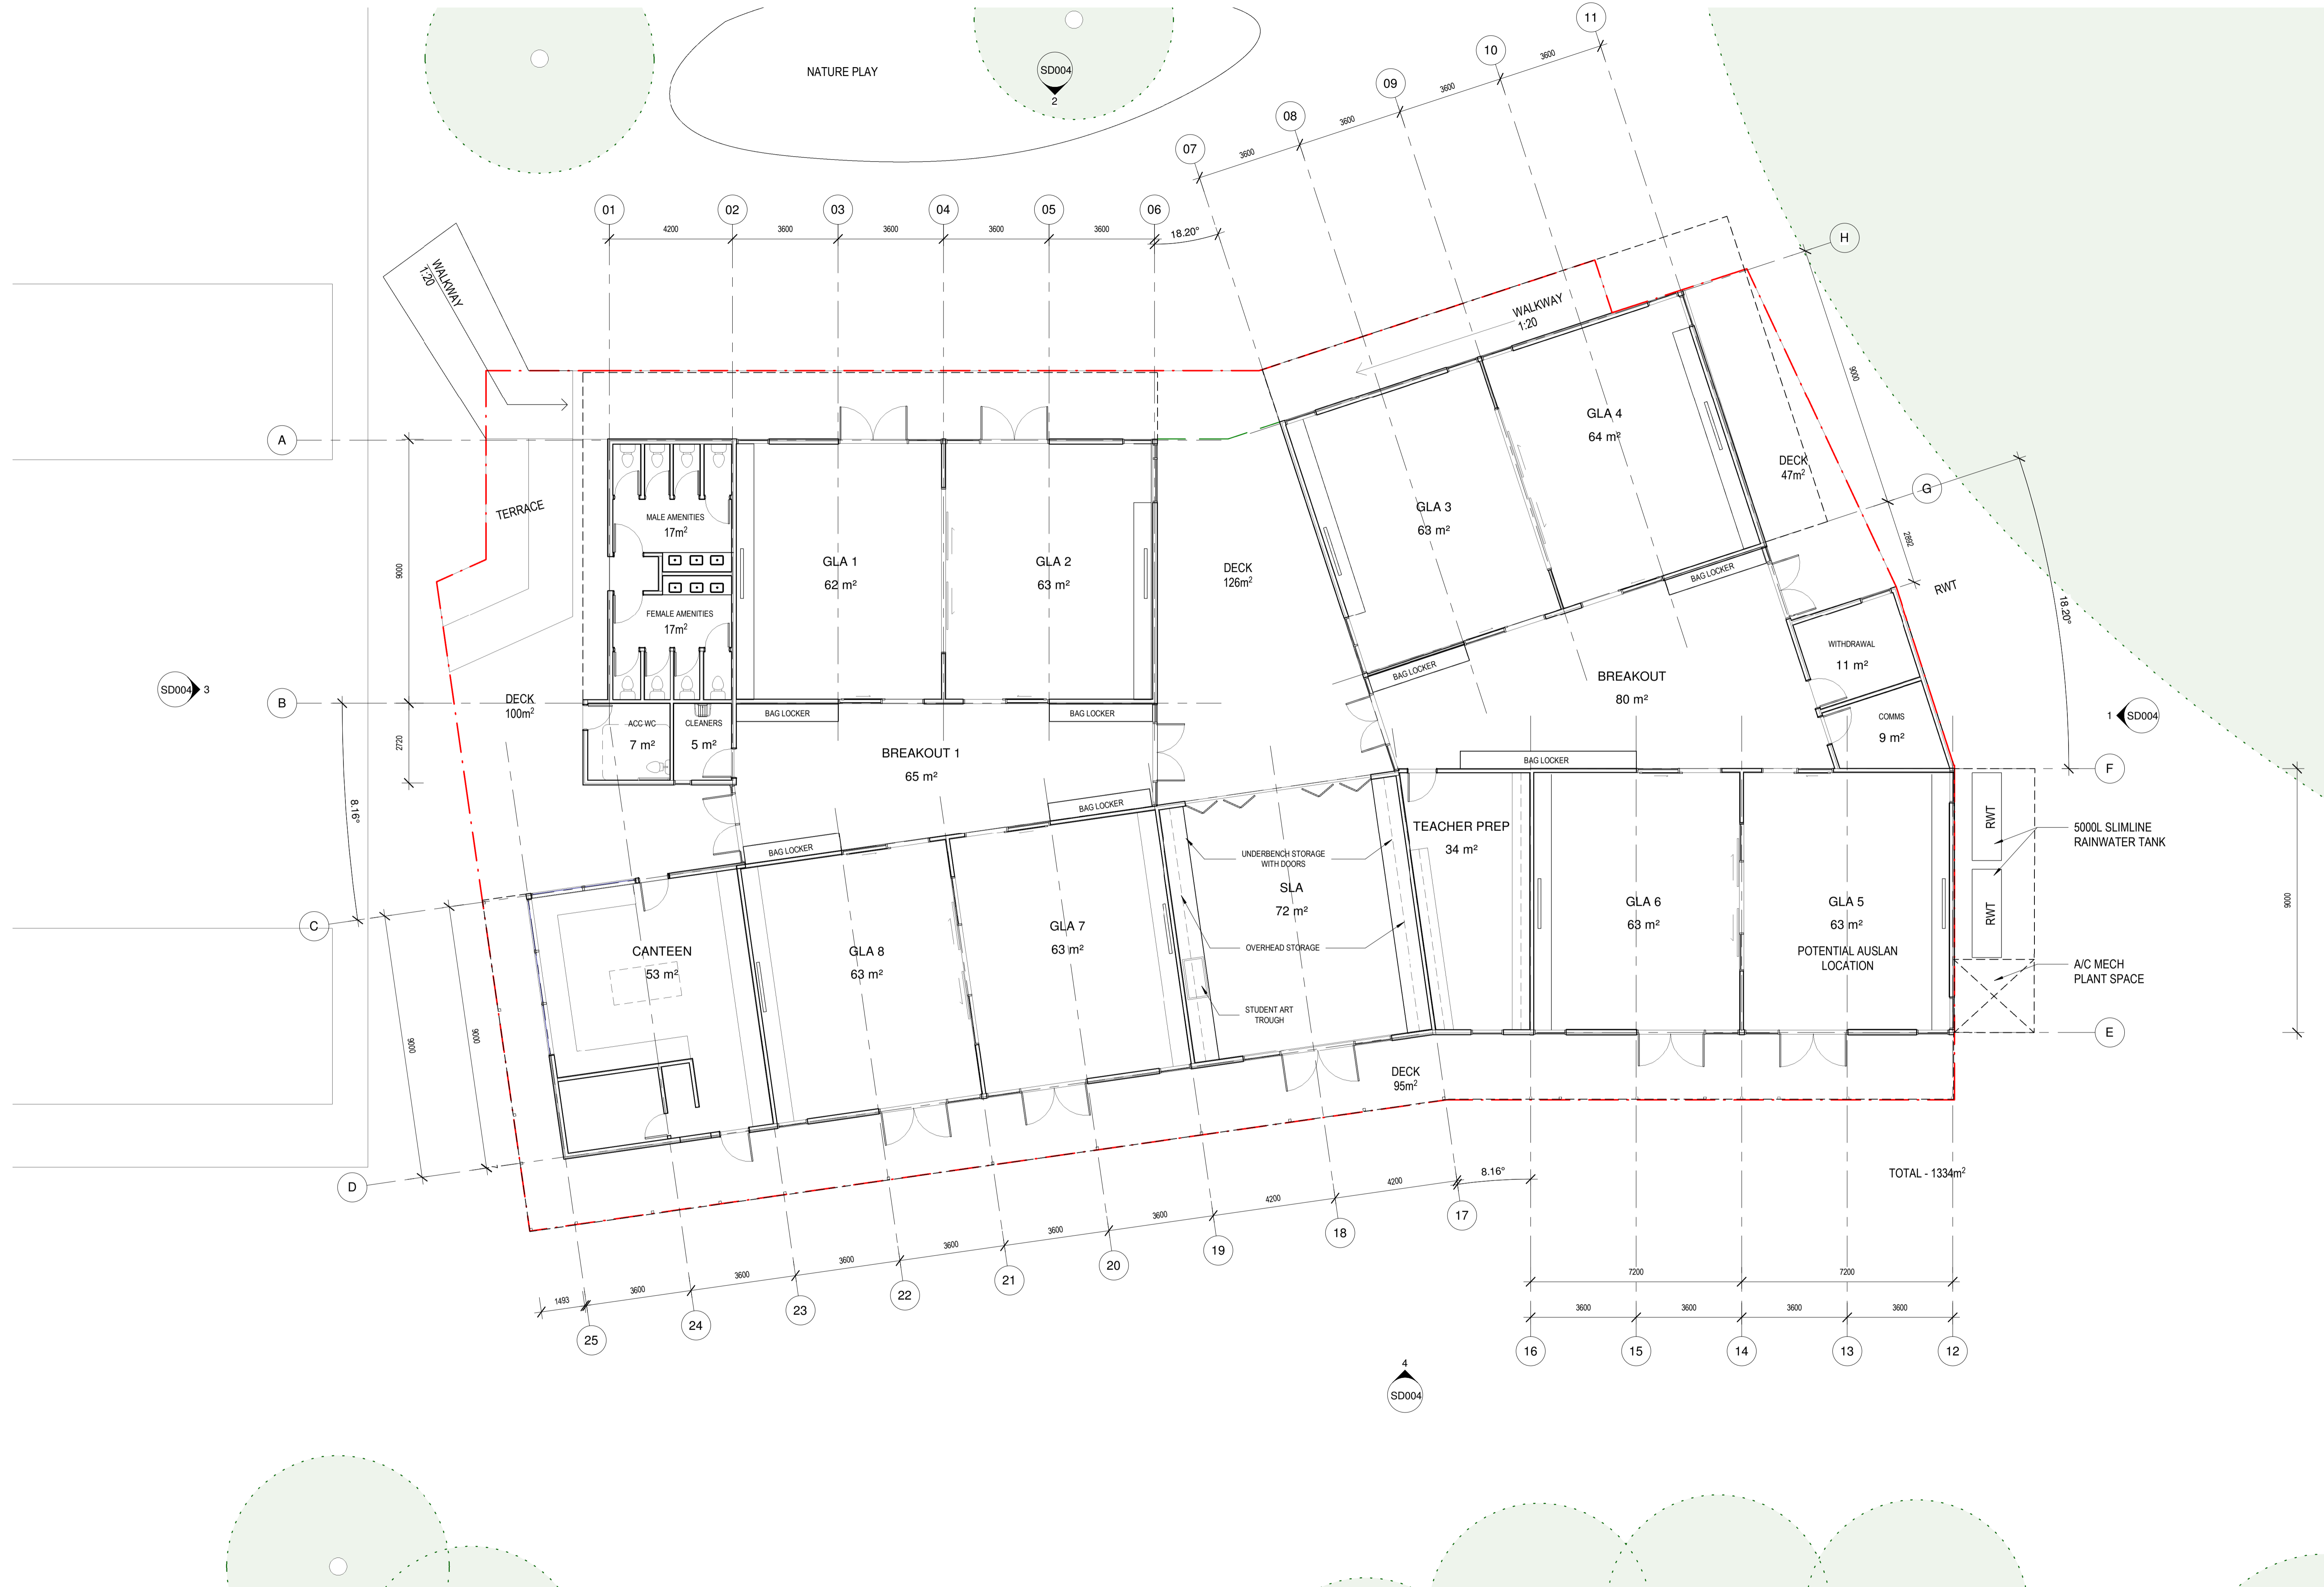 11
10
3600
09
3600
NATURE PLAY
SD004
2
08
3600
07
3600
01
02
03
04
05
06
4200
3600
3600
3600
3600
18.20°
H
WALKWAY
1:20
WALKWAY
1:20
9000
A
GLA 4
64 m²
DECK
47m²
G
TERRACE
MALE AMENITIES
17m²
GLA 3
63 m²
2892
GLA 1
62 m²
GLA 2
63 m²
DECK
126m²
9000
BAG LOCKER
RWT
18.20°
FEMALE AMENITIES
17m²
WITHDRAWAL
11 m²
BAG LOCKER
BREAKOUT
80 m²
SD004
3
B
DECK
100m²
BAG LOCKER
BAG LOCKER
1
SD004
ACC WC
7 m²
CLEANERS
5 m²
COMMS
9 m²
2720
BREAKOUT 1
65 m²
BAG LOCKER
F
8.16°
BAG LOCKER
BAG LOCKER
TEACHER PREP
34 m²
UNDERBENCH STORAGE
WITH DOORS
RWT
5000L SLIMLINE
RAINWATER TANK
SLA
72 m²
GLA 6
63 m²
GLA 5
63 m²
POTENTIAL AUSLAN
LOCATION
RWT
9000
C
GLA 7
63 m²
CANTEEN
53 m²
GLA 8
63 m²
OVERHEAD STORAGE
A/C MECH
PLANT SPACE
STUDENT ART
TROUGH
9000
9000
E
DECK
95m²
D
TOTAL - 1334m²
8.16°
4200
4200
17
18
3600
19
3600
20
3600
21
3600
22
3600
23
3600
24
1493
25
7200
7200
3600
3600
3600
3600
16
15
14
13
12
4
SD004